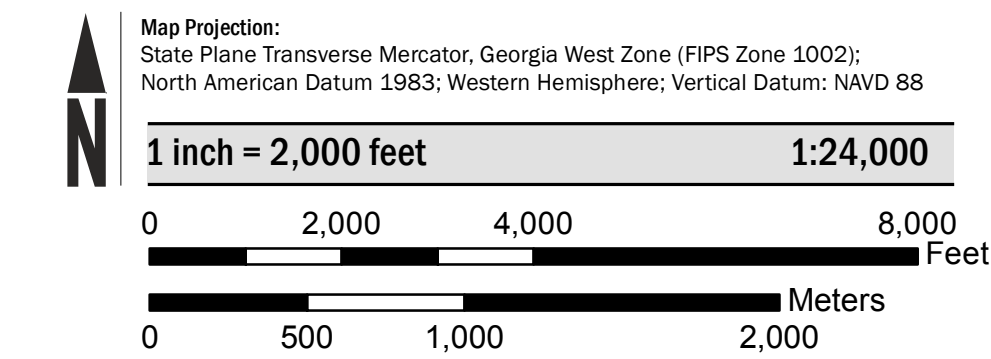 Map Projection:
State Plane Transverse Mercator, Georgia West Zone (FIPS Zone 1002);
North American Datum 1983; Western Hemisphere; Vertical Datum: NAVD 88
N
1 inch = 2,000 feet 1:24,000
0 2,000 4,000 8,000
Feet
Meters
0 500 1,000 2,000